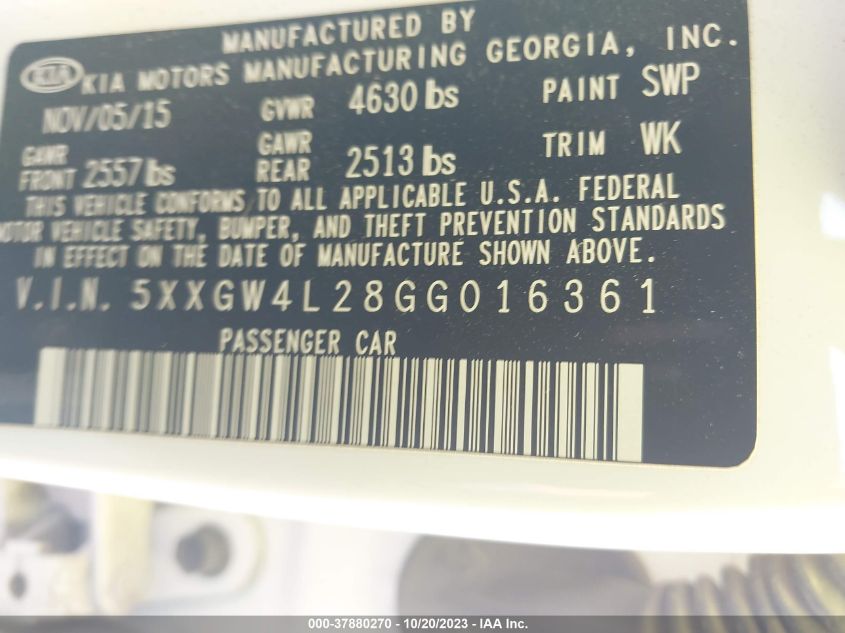 MANUFACTURED BY
KIA KIA MOTORS MANUFACTURING GEORGIA, INC.
NOV/05/15 GVWR 4630 lbs PAINT SWP
GAWR FRONT 2557 lbs GAWR REAR 2513 lbs TRIM WK
THIS VEHICLE CONFORMS TO ALL APPLICABLE U.S.A. FEDERAL
MOTOR VEHICLE SAFETY, BUMPER, AND THEFT PREVENTION STANDARDS
IN EFFECT ON THE DATE OF MANUFACTURE SHOWN ABOVE.
V.I.N. 5XXGW4L28GG016361
PASSENGER CAR
000-37880270 - 10/20/2023 - IAA Inc.